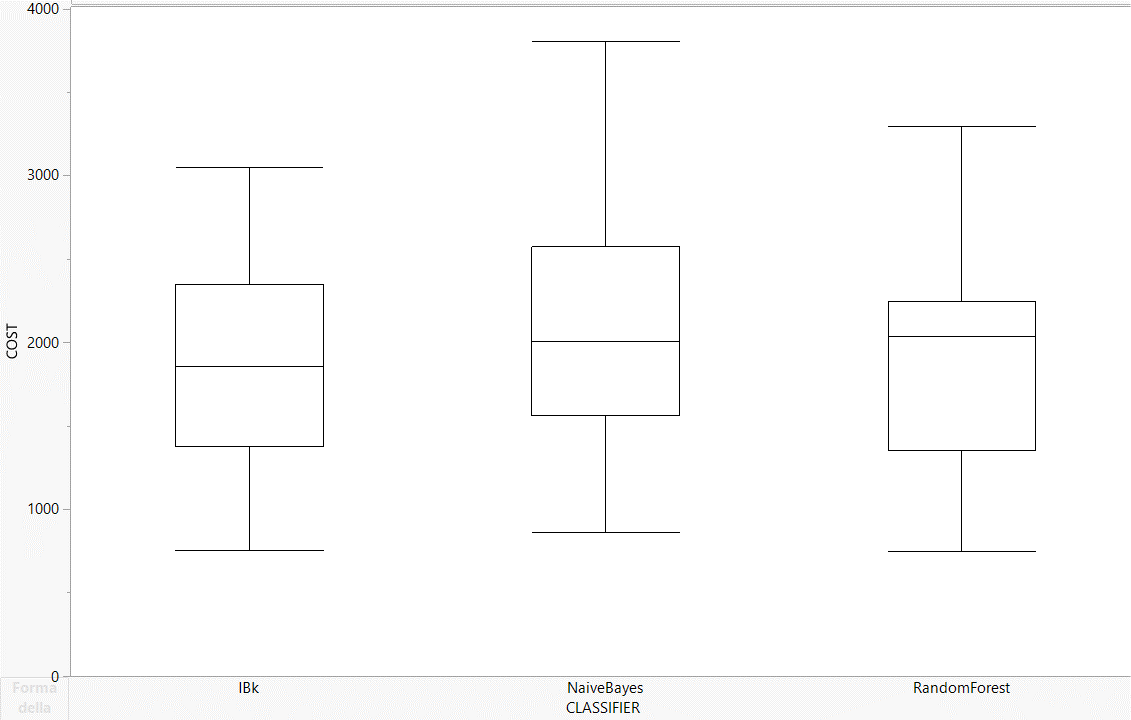 4000
3000
2000
1000
0
COST
IBk
NaiveBayes
RandomForest
CLASSIFIER
Forma
della